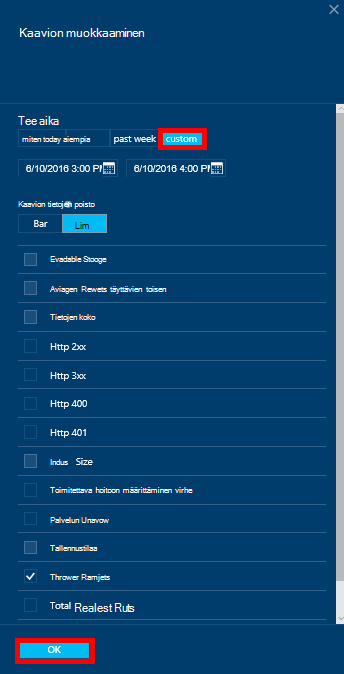 Kaavion muokkaaminen
Tee aika
miten today aiempia past week custom
6/10/2016 3:00 PM 6/10/2016 4:00 PM
Kaavion tietojen poisto
Bar Lim
Evadable Stooge
Aviagen Rewets täyttävien toisen
Tietojen koko
Http 2xx
Http 3xx
Http 400
Http 401
Indus Size
Toimitettava hoitoon määrittäminen virhe
Palvelun Unavow
Tallennustilaa
Thrower Ramjets
Total Realest Ruts
OK